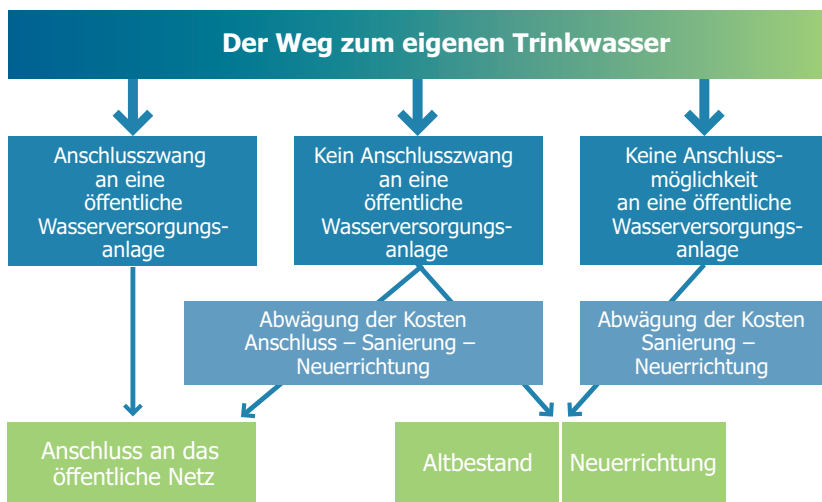 Der Weg zum eigenen Trinkwasser
Anschlusszwang
an eine
öffentliche
Wasserversorgungs-
anlage
Kein Anschlusszwang
an eine
öffentliche
Wasserversorgungs-
anlage
Keine Anschluss-
möglichkeit
an eine öffentliche
Wasserversorgungs-
anlage
Abwägung der Kosten
Anschluss – Sanierung –
Neuerrichtung
Abwägung der Kosten
Sanierung –
Neuerrichtung
Anschluss an das
öffentliche Netz
Altbestand
Neuerrichtung